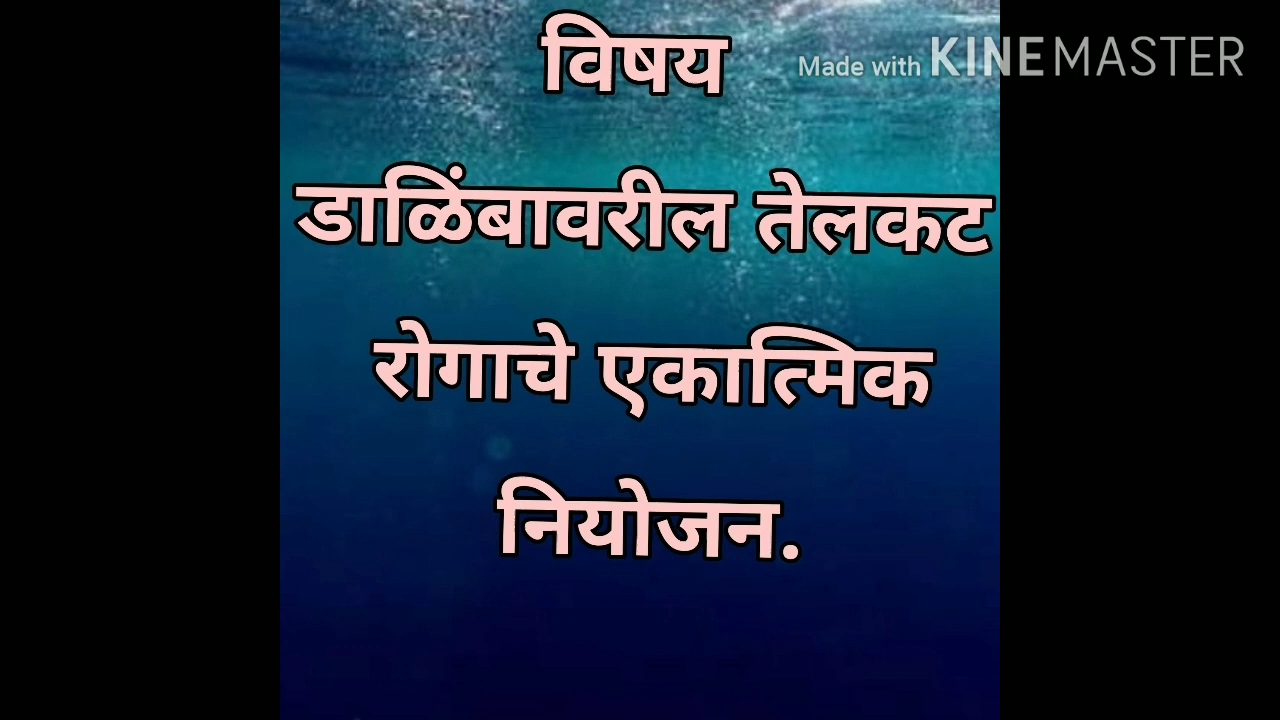 विषय
Made with KINEMASTER
डाळिंबावरील तेलकट
रोगाचे एकात्मिक
नियोजन.